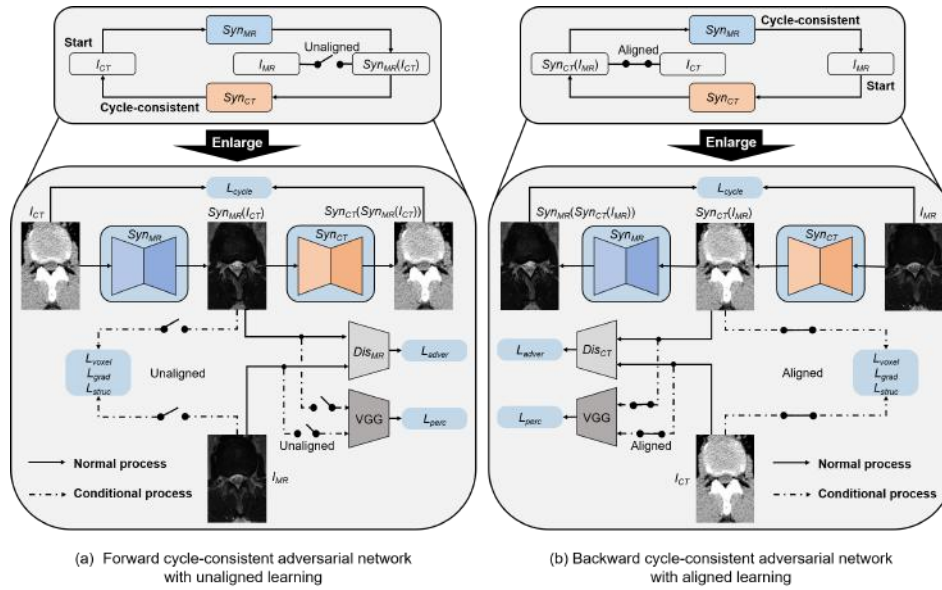 Syn_MR
Start
Unaligned
I_CT
I_MR
Syn_MR(I_CT)
Cycle-consistent
Syn_CT
Enlarge
L_cycle
I_CT
Syn_MR(I_CT)
Syn_CT(Syn_MR(I_CT))
Syn_MR
Syn_CT
Dis_MR
L_adver
L_voxel
L_grad
L_struc
Unaligned
VGG
L_perc
Unaligned
I_MR
Normal process
Conditional process
(a) Forward cycle-consistent adversarial network
with unaligned learning
Syn_MR
Cycle-consistent
Aligned
Syn_CT(I_MR)
I_CT
I_MR
Start
Syn_CT
Enlarge
L_cycle
Syn_MR(Syn_CT(I_MR))
Syn_CT(I_MR)
I_MR
Syn_MR
Syn_CT
L_adver
Dis_CT
L_voxel
L_grad
L_struc
Aligned
L_perc
VGG
Aligned
I_CT
Normal process
Conditional process
(b) Backward cycle-consistent adversarial network
with aligned learning